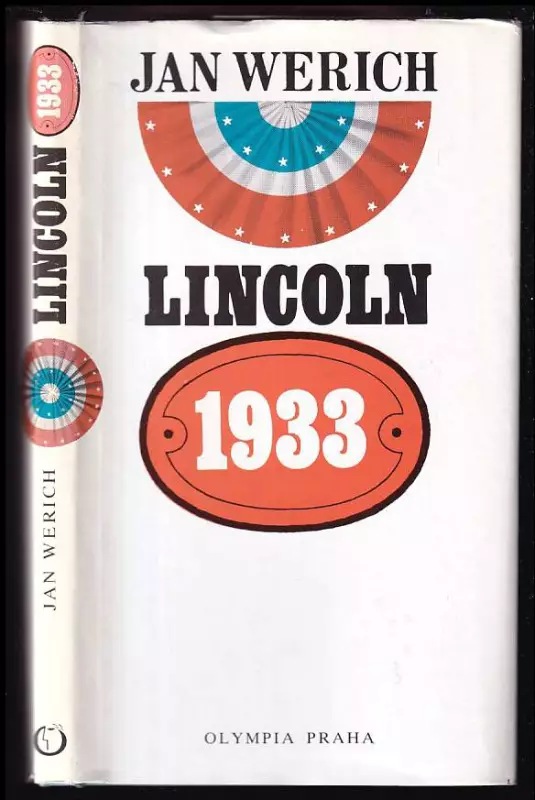 JAN WERICH
LINCOLN
1933
OLYMPIA PRAHA
1933
LINCOLN
JAN WERICH